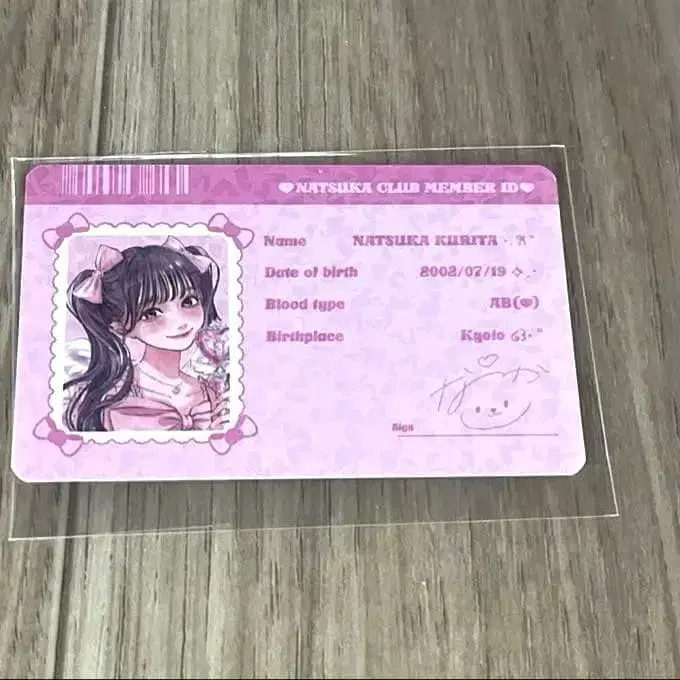 ♥NATSUKA CLUB MEMBER ID♥
Name NATSUKA KURITA
Date of birth 2002/07/19
Blood type AB(♥)
Birthplace Kyoto
Sign